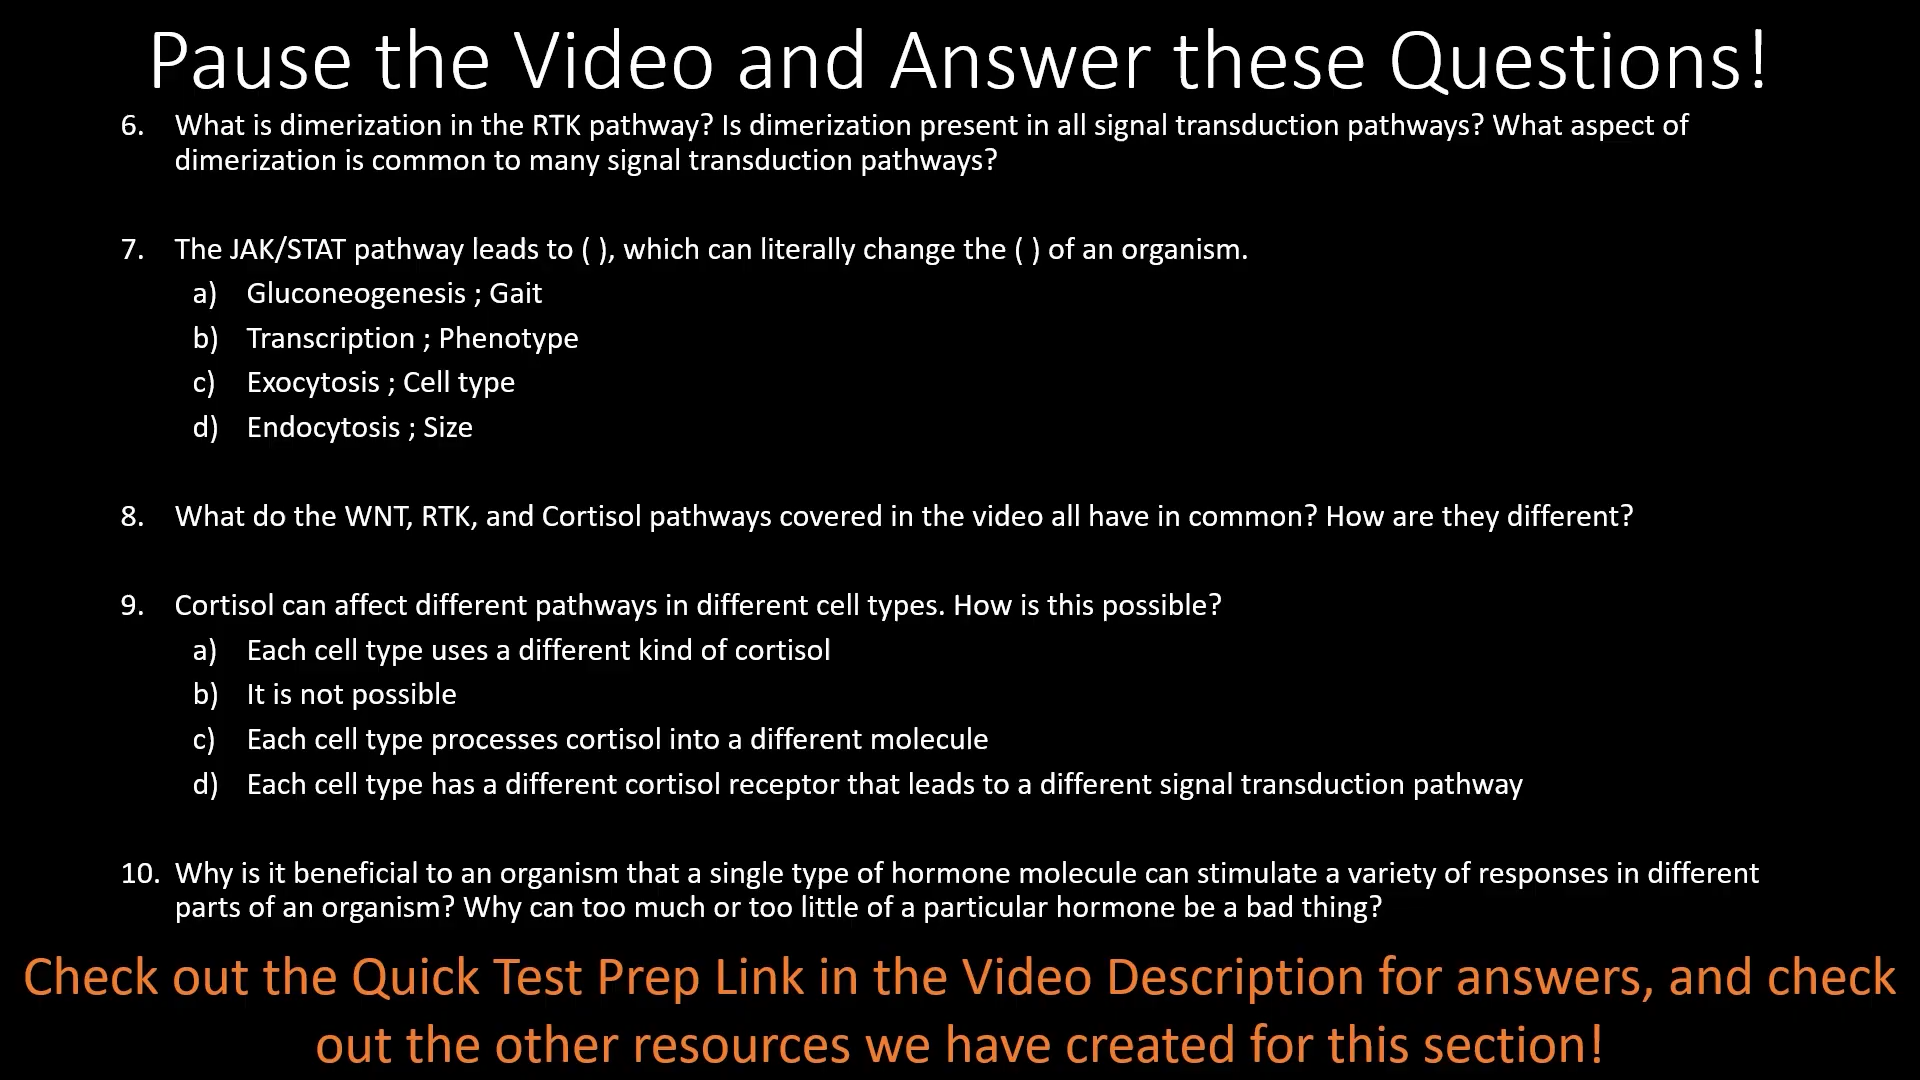 Pause the Video and Answer these Questions!
6. What is dimerization in the RTK pathway? Is dimerization present in all signal transduction pathways? What aspect of
dimerization is common to many signal transduction pathways?
7. The JAK/STAT pathway leads to ( ), which can literally change the ( ) of an organism.
a) Gluconeogenesis ; Gait
b) Transcription ; Phenotype
c) Exocytosis ; Cell type
d) Endocytosis ; Size
8. What do the WNT, RTK, and Cortisol pathways covered in the video all have in common? How are they different?
9. Cortisol can affect different pathways in different cell types. How is this possible?
a) Each cell type uses a different kind of cortisol
b) It is not possible
c) Each cell type processes cortisol into a different molecule
d) Each cell type has a different cortisol receptor that leads to a different signal transduction pathway
10. Why is it beneficial to an organism that a single type of hormone molecule can stimulate a variety of responses in different
parts of an organism? Why can too much or too little of a particular hormone be a bad thing?
Check out the Quick Test Prep Link in the Video Description for answers, and check
out the other resources we have created for this section!